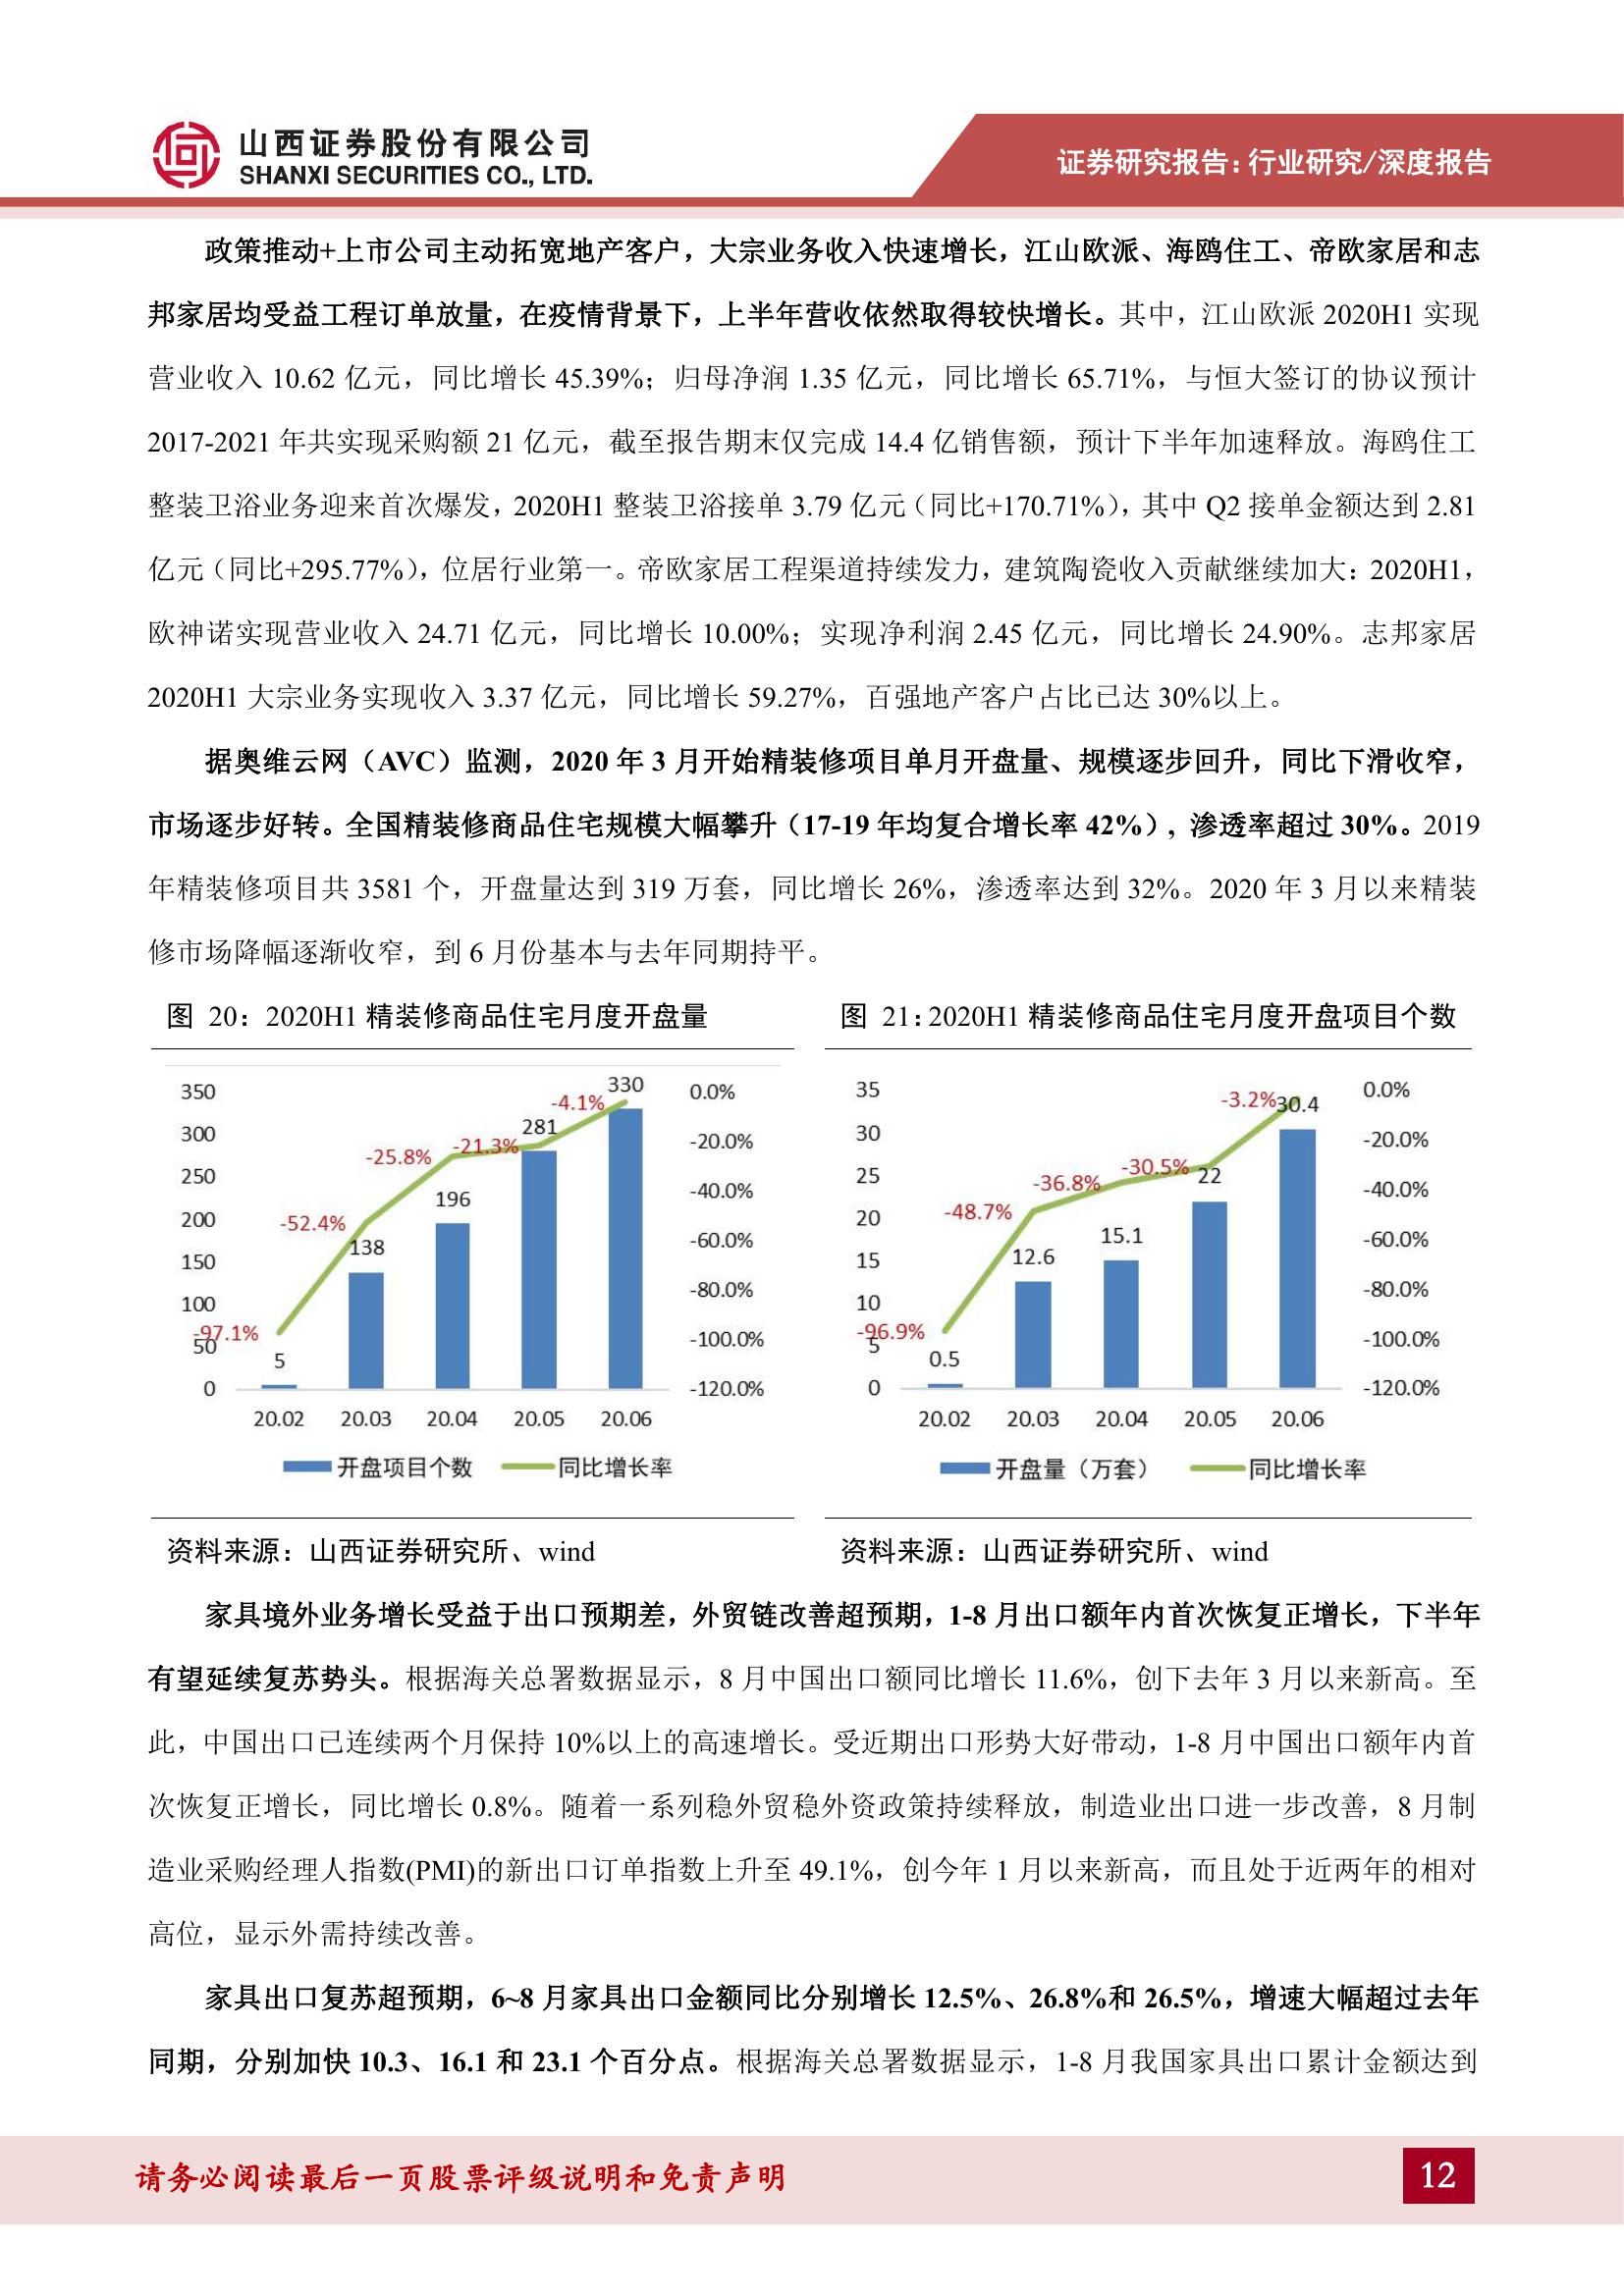 山西证券股份有限公司
SHANXI SECURITIES CO., LTD.
证券研究报告：行业研究/深度报告
政策推动+上市公司主动拓宽地产客户，大宗业务收入快速增长，江山欧派、海鸥住工、帝欧家居和志
邦家居均受益工程订单放量，在疫情背景下，上半年营收依然取得较快增长。其中，江山欧派 2020H1 实现
营业收入 10.62 亿元，同比增长 45.39%；归母净润 1.35 亿元，同比增长 65.71%，与恒大签订的协议预计
2017-2021 年共实现采购额 21 亿元，截至报告期末仅完成 14.4 亿销售额，预计下半年加速释放。海鸥住工
整装卫浴业务迎来首次爆发，2020H1 整装卫浴接单 3.79 亿元（同比+170.71%），其中 Q2 接单金额达到 2.81
亿元（同比+295.77%），位居行业第一。帝欧家居工程渠道持续发力，建筑陶瓷收入贡献继续加大：2020H1，
欧神诺实现营业收入 24.71 亿元，同比增长 10.00%；实现净利润 2.45 亿元，同比增长 24.90%。志邦家居
2020H1 大宗业务实现收入 3.37 亿元，同比增长 59.27%，百强地产客户占比已达 30%以上。
据奥维云网（AVC）监测，2020 年 3 月开始精装修项目单月开盘量、规模逐步回升，同比下滑收窄，
市场逐步好转。全国精装修商品住宅规模大幅攀升（17-19 年均复合增长率 42%），渗透率超过 30%。2019
年精装修项目共 3581 个，开盘量达到 319 万套，同比增长 26%，渗透率达到 32%。2020 年 3 月以来精装
修市场降幅逐渐收窄，到 6 月份基本与去年同期持平。
图 20：2020H1 精装修商品住宅月度开盘量
350
300
250
200
150
100
50
0
0.0%
-20.0%
-40.0%
-60.0%
-80.0%
-100.0%
-120.0%
-97.1%
-52.4%
-25.8%
-21.3%
-4.1%
5
138
196
281
330
20.02 20.03 20.04 20.05 20.06
开盘项目个数 同比增长率
资料来源：山西证券研究所、wind
图 21：2020H1 精装修商品住宅月度开盘项目个数
35
30
25
20
15
10
5
0
0.0%
-20.0%
-40.0%
-60.0%
-80.0%
-100.0%
-120.0%
-96.9%
-48.7%
-36.8%
-30.5%
-3.2%
0.5
12.6
15.1
22
30.4
20.02 20.03 20.04 20.05 20.06
开盘量（万套） 同比增长率
资料来源：山西证券研究所、wind
家具境外业务增长受益于出口预期差，外贸链改善超预期，1-8 月出口额年内首次恢复正增长，下半年
有望延续复苏势头。根据海关总署数据显示，8 月中国出口额同比增长 11.6%，创下去年 3 月以来新高。至
此，中国出口已连续两个月保持 10%以上的高速增长。受近期出口形势大好带动，1-8 月中国出口额年内首
次恢复正增长，同比增长 0.8%。随着一系列稳外贸稳外资政策持续释放，制造业出口进一步改善，8 月制
造业采购经理人指数(PMI)的新出口订单指数上升至 49.1%，创今年 1 月以来新高，而且处于近两年的相对
高位，显示外需持续改善。
家具出口复苏超预期，6~8 月家具出口金额同比分别增长 12.5%、26.8%和 26.5%，增速大幅超过去年
同期，分别加快 10.3、16.1 和 23.1 个百分点。根据海关总署数据显示，1-8 月我国家具出口累计金额达到
请务必阅读最后一页股票评级说明和免责声明
12